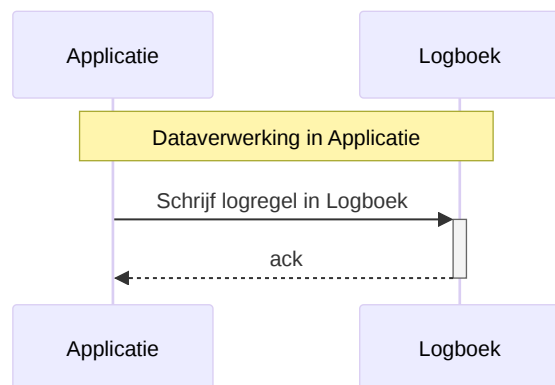 Applicatie
Logboek
Dataverwerking in Applicatie
Schrijf logregel in Logboek
ack
Applicatie
Logboek